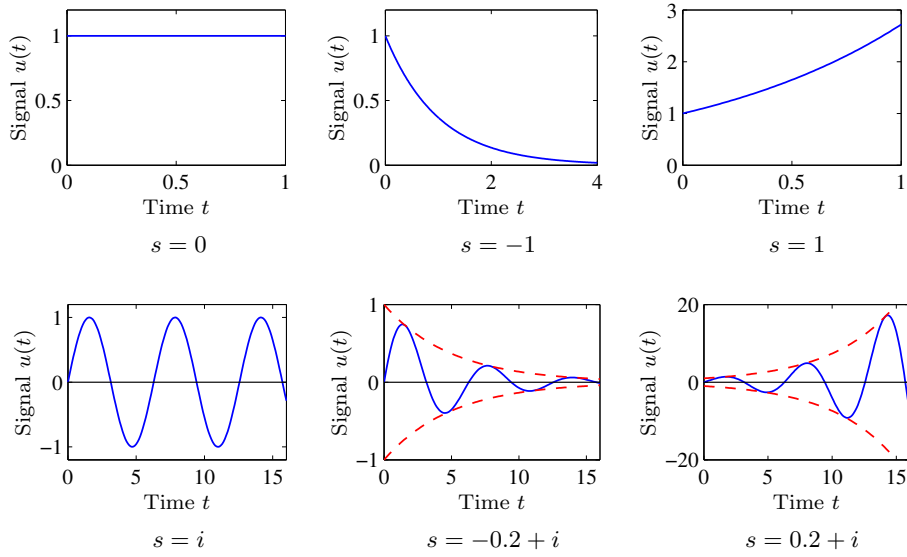 1
0.5
0
0
0.5
1
Signal u(t)
Time t
s = 0
1
0.5
0
0
2
4
Signal u(t)
Time t
s = −1
3
2
1
0
0
0.5
1
Signal u(t)
Time t
s = 1
1
0
−1
0
5
10
15
Signal u(t)
Time t
s = i
1
0
−1
0
5
10
15
Signal u(t)
Time t
s = −0.2 + i
20
0
−20
0
5
10
15
Signal u(t)
Time t
s = 0.2 + i